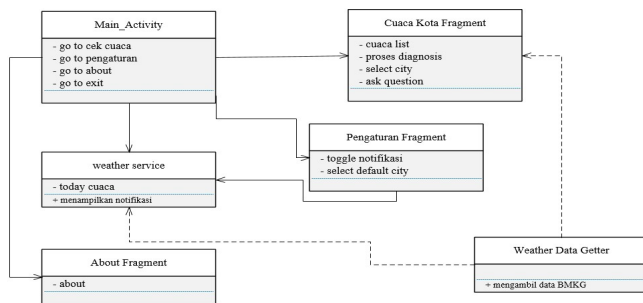 Main_Activity
- go to cek cuaca
- go to pengaturan
- go to about
- go to exit
Cuaca Kota Fragment
- cuaca list
- proses diagnosis
- select city
- ask question
Pengaturan Fragment
- toggle notifikasi
- select default city
weather service
- today cuaca
+ menampilkan notifikasi
About Fragment
- about
Weather Data Getter
+ mengambil data BMKG